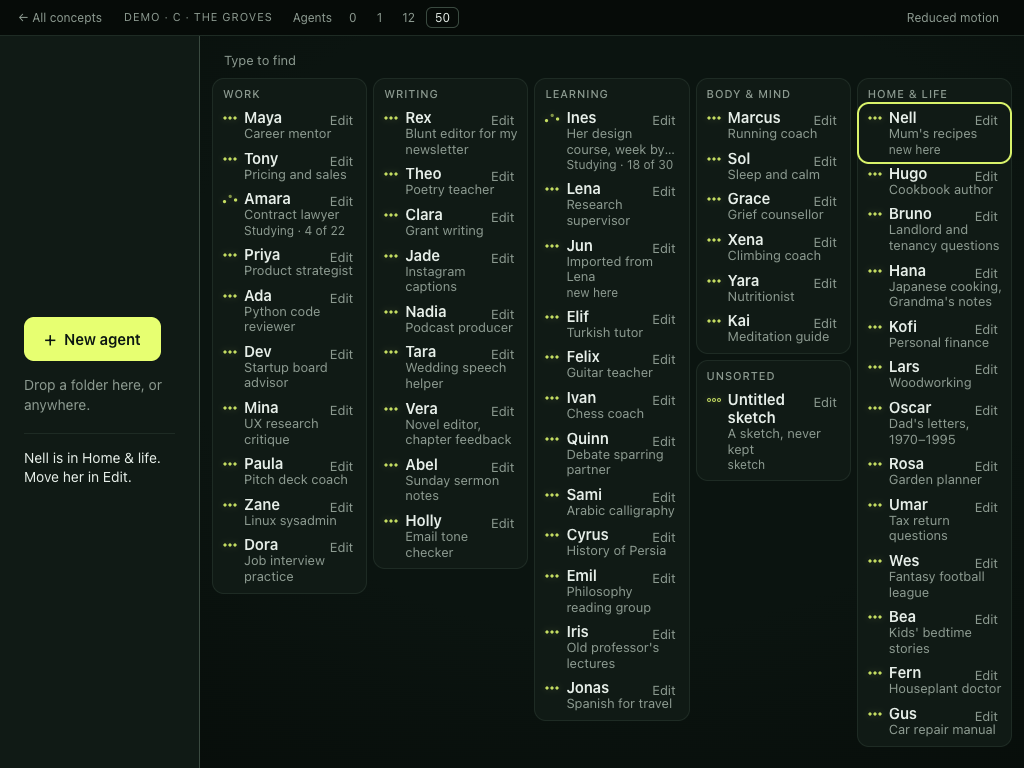 ← All concepts
DEMO · C · THE GROVES
Agents 0 1 12 50
Reduced motion
+ New agent
Drop a folder here, or
anywhere.
Nell is in Home & life.
Move her in Edit.
Type to find
WORK
Maya Edit
Career mentor
Tony Edit
Pricing and sales
Amara Edit
Contract lawyer
Studying · 4 of 22
Priya Edit
Product strategist
Ada Edit
Python code
reviewer
Dev Edit
Startup board
advisor
Mina Edit
UX research
critique
Paula Edit
Pitch deck coach
Zane Edit
Linux sysadmin
Dora Edit
Job interview
practice
WRITING
Rex Edit
Blunt editor for my
newsletter
Theo Edit
Poetry teacher
Clara Edit
Grant writing
Jade Edit
Instagram
captions
Nadia Edit
Podcast producer
Tara Edit
Wedding speech
helper
Vera Edit
Novel editor,
chapter feedback
Abel Edit
Sunday sermon
notes
Holly Edit
Email tone
checker
LEARNING
Ines Edit
Her design
course, week by…
Studying · 18 of 30
Lena Edit
Research
supervisor
Jun Edit
Imported from
Lena
new here
Elif Edit
Turkish tutor
Felix Edit
Guitar teacher
Ivan Edit
Chess coach
Quinn Edit
Debate sparring
partner
Sami Edit
Arabic calligraphy
Cyrus Edit
History of Persia
Emil Edit
Philosophy
reading group
Iris Edit
Old professor's
lectures
Jonas Edit
Spanish for travel
BODY & MIND
Marcus Edit
Running coach
Sol Edit
Sleep and calm
Grace Edit
Grief counsellor
Xena Edit
Climbing coach
Yara Edit
Nutritionist
Kai Edit
Meditation guide
UNSORTED
Untitled Edit
sketch
A sketch, never
kept
sketch
HOME & LIFE
Nell Edit
Mum's recipes
new here
Hugo Edit
Cookbook author
Bruno Edit
Landlord and
tenancy questions
Hana Edit
Japanese cooking,
Grandma's notes
Kofi Edit
Personal finance
Lars Edit
Woodworking
Oscar Edit
Dad's letters,
1970–1995
Rosa Edit
Garden planner
Umar Edit
Tax return
questions
Wes Edit
Fantasy football
league
Bea Edit
Kids' bedtime
stories
Fern Edit
Houseplant doctor
Gus Edit
Car repair manual